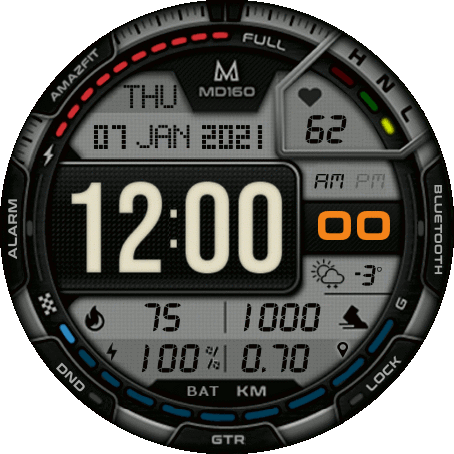 AMAZFIT
FULL
H N L
THU
MD160
07 JAN 2021
62
ALARM
12:00
AM PM
00
BLUETOOTH
-3°
75 1000
100% 0.70
G
BAT KM
DND
LOCK
GTR